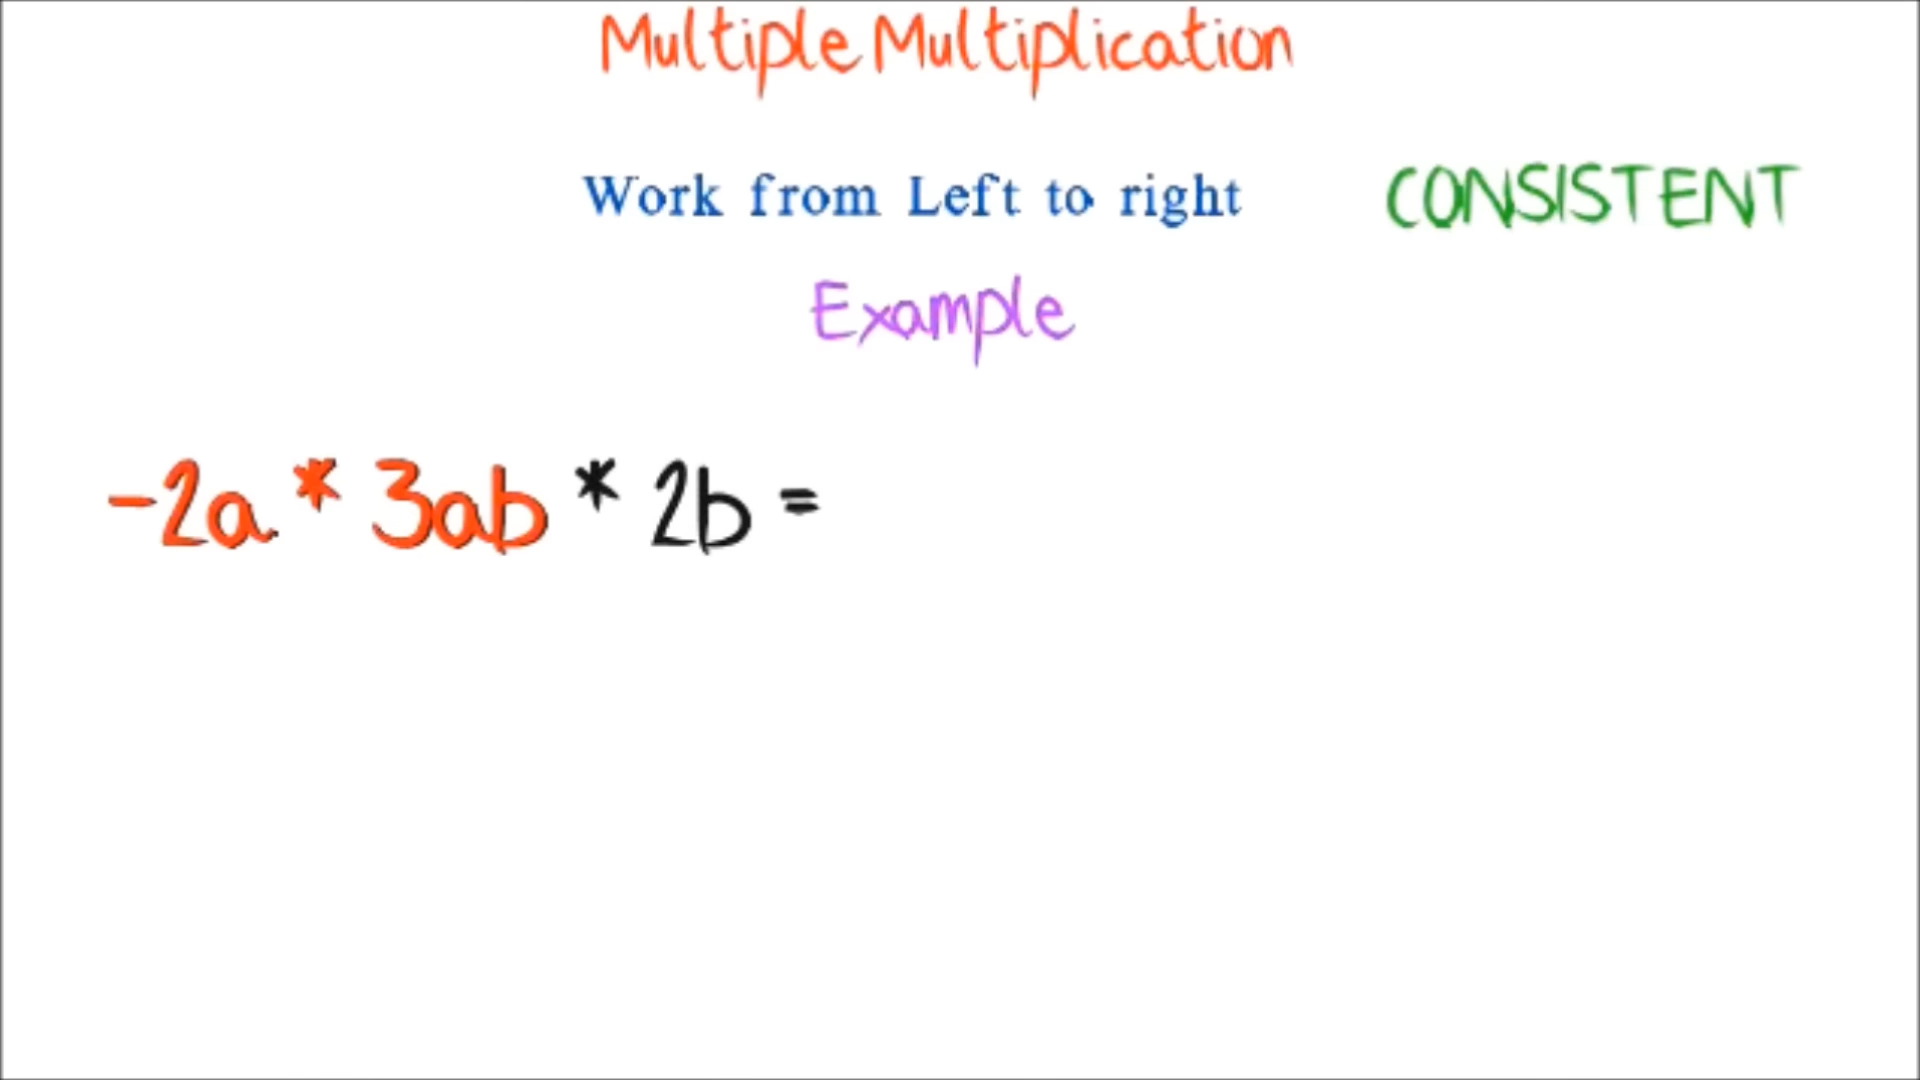 Multiple Multiplication
Work from Left to right CONSISTENT
Example
-2a * 3ab * 2b =